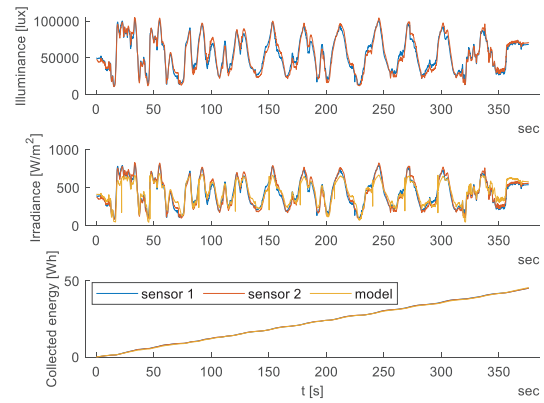 Illuminance [lux]
100000
50000
0
0 50 100 150 200 250 300 350
sec
Irradiance [W/m²]
1000
500
0
0 50 100 150 200 250 300 350
sec
Collected energy [Wh]
50
0
sensor 1 sensor 2 model
0 50 100 150 200 250 300 350
sec
t [s]